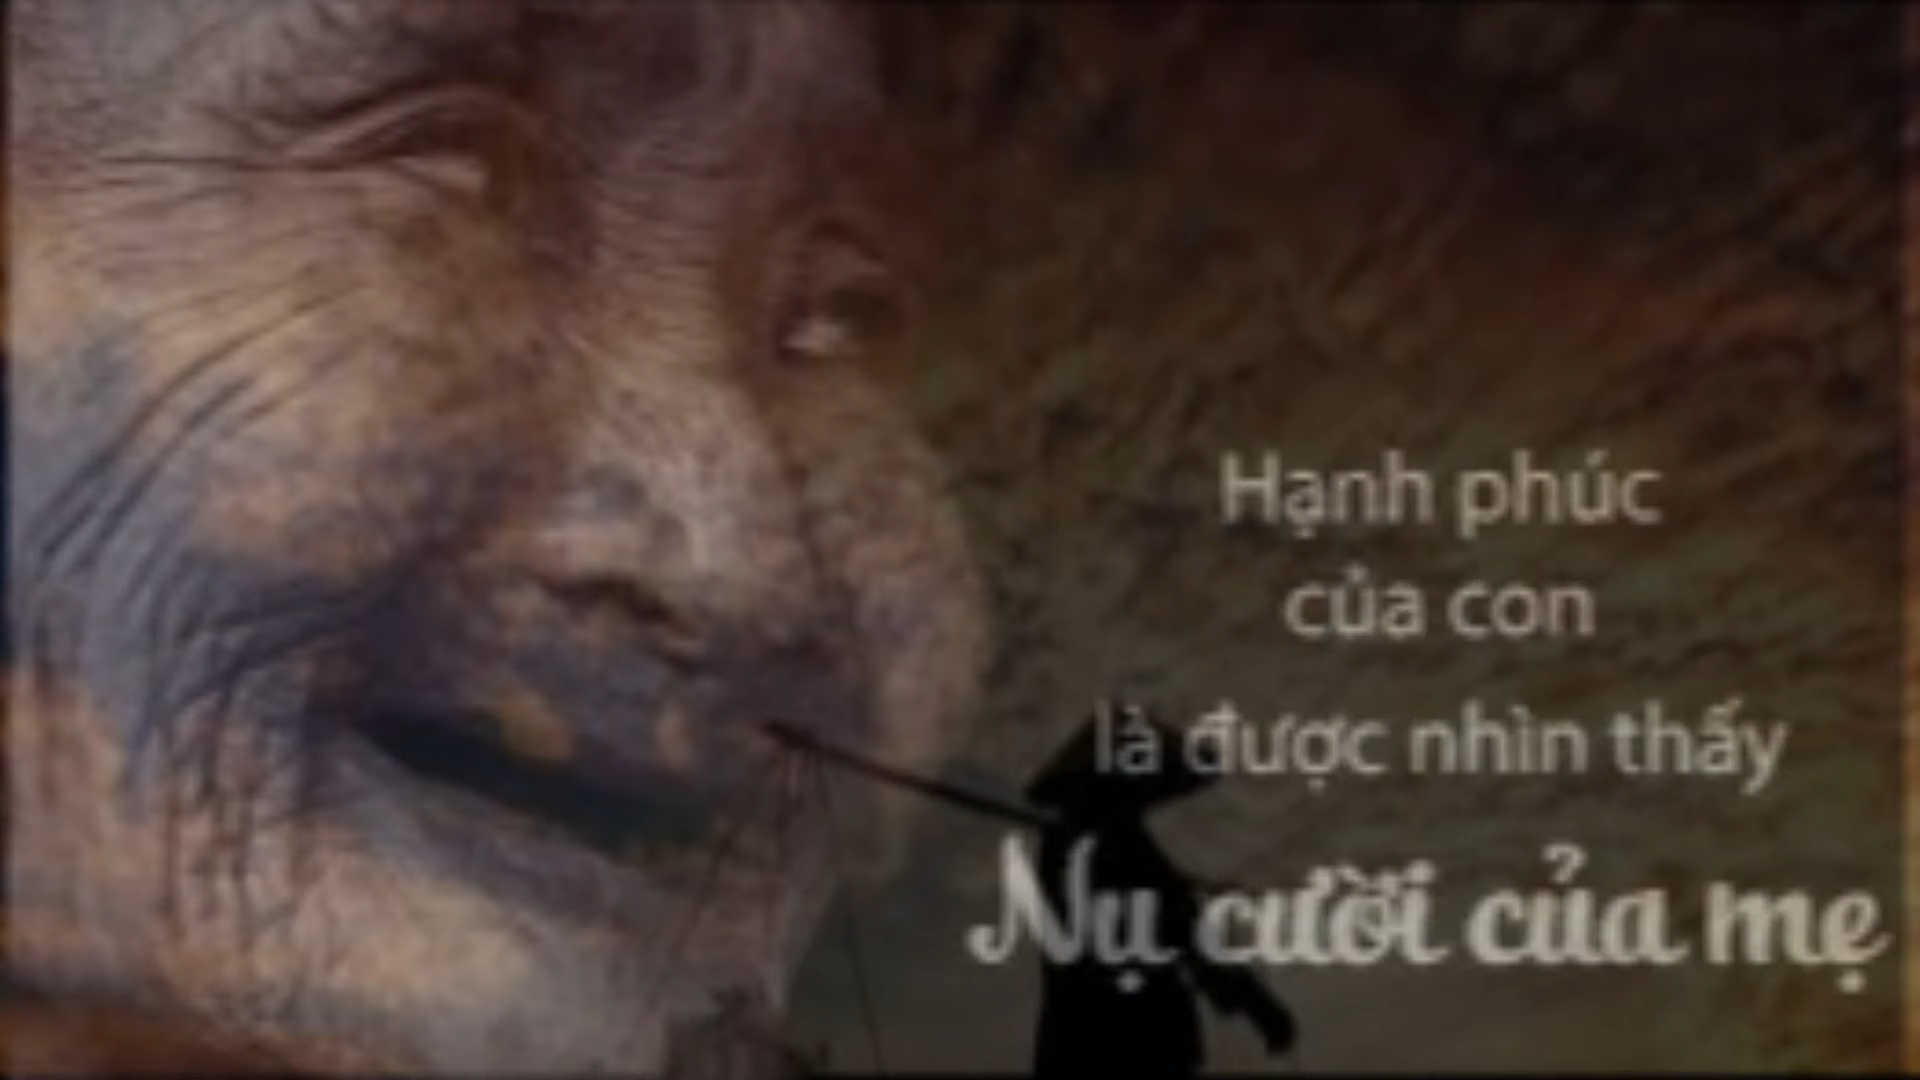 Hạnh phúc
của con
là được nhìn thấy
Nụ cười của mẹ